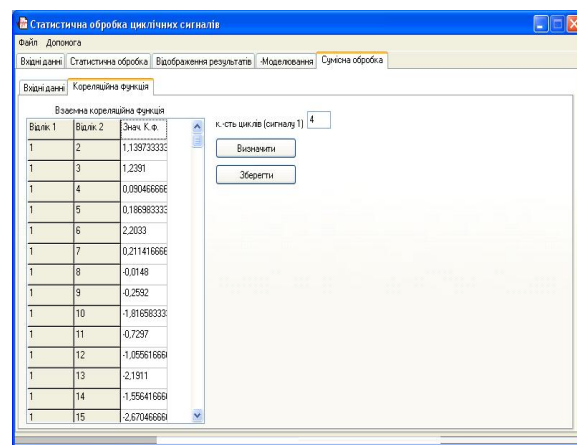 Статистична обробка циклічних сигналів
Файл Допомога
Вхідні данні Статистична обробка Відображення результатів -Моделювання Сумісна обробка
Вхідні данні Кореляційна функція
Взаємна кореляційна функція
к.-сть циклів (сигналу 1) 4
Відлік 1 Відлік 2 Знач. К.ф.
Визначити
Зберегти
1 2 1,139733333
1 3 1,2391
1 4 0,090466666
1 5 0,186983333
1 6 2,2033
1 7 0,211416666
1 8 -0,0148
1 9 -0,2592
1 10 -1,81658333
1 11 -0,7297
1 12 -1,05561666
1 13 -2,1911
1 14 -1,55641666
1 15 -2,67046666